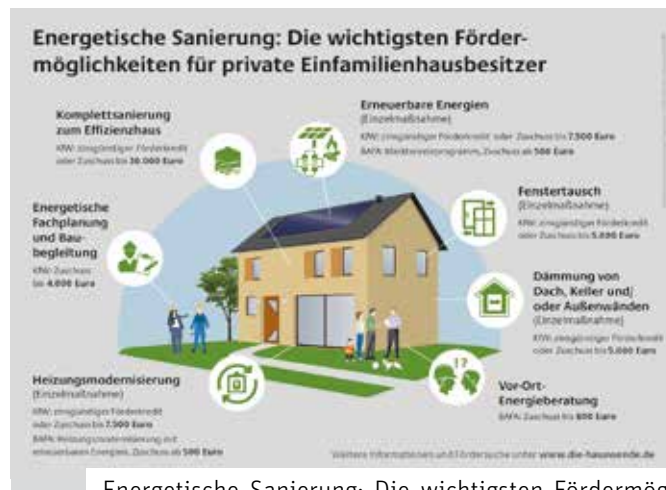 Energetische Sanierung: Die wichtigsten Förder-
möglichkeiten für private Einfamilienhausbesitzer
Komplettsanierung
zum Effizienzhaus
KfW: zinsgünstiger Förderkredit
oder Zuschuss bis 30.000 Euro
Erneuerbare Energien
(Einzelmaßnahme)
KfW: zinsgünstiger Förderkredit oder Zuschuss bis 7.500 Euro
BAFA: Marktanreizprogramm, Zuschuss ab 500 Euro
Energetische
Fachplanung
und Bau-
begleitung
KfW: Zuschuss
bis 4.000 Euro
Fenstertausch
(Einzelmaßnahme)
KfW: zinsgünstiger Förderkredit
oder Zuschuss bis 5.000 Euro
Dämmung von
Dach, Keller und/
oder Außenwänden
(Einzelmaßnahme)
KfW: zinsgünstiger Förderkredit
oder Zuschuss bis 5.000 Euro
Heizungsmodernisierung
(Einzelmaßnahme)
KfW: zinsgünstiger Förderkredit
oder Zuschuss bis 7.500 Euro
BAFA: Heizungsmodernisierung mit
erneuerbaren Energien, Zuschuss ab 500 Euro
!?
Vor-Ort-
Energieberatung
BAFA: Zuschuss bis 800 Euro
Weitere Informationen und Fördersuche unter www.die-hauswende.de
Energetische Sanierung: Die wichtigsten Fördermög